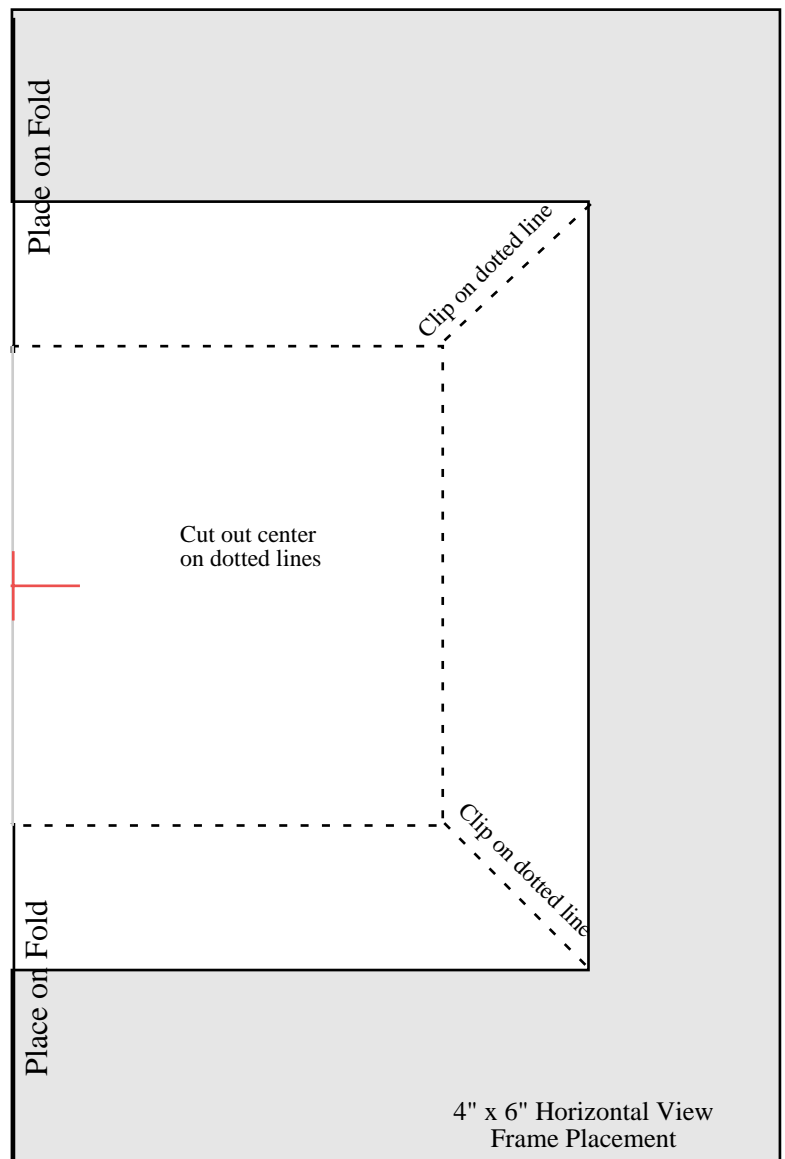 Place on Fold
Clip on dotted line
Cut out center
on dotted lines
Clip on dotted line
Place on Fold
4" x 6" Horizontal View
Frame Placement